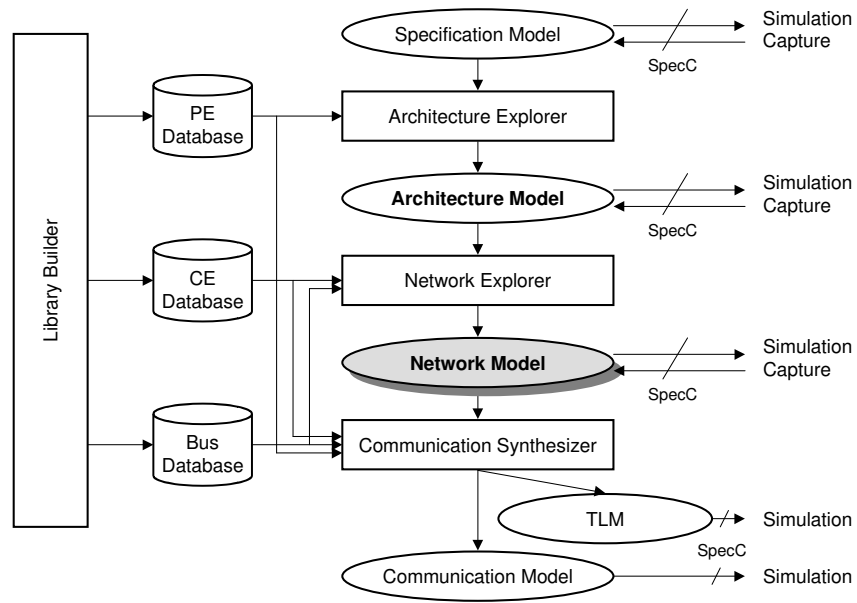 Specification Model
Simulation
Capture
SpecC
PE
Database
Architecture Explorer
Architecture Model
Simulation
Capture
SpecC
Library Builder
CE
Database
Network Explorer
Network Model
Simulation
Capture
SpecC
Bus
Database
Communication Synthesizer
TLM
Simulation
SpecC
Communication Model
Simulation